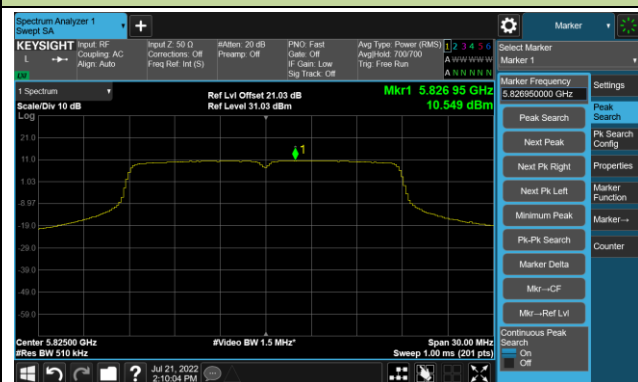 Spectrum Analyzer 1
Swept SA
+
Marker
KEYSIGHT
L
Input: RF
Coupling: AC
Align: Auto
Input Z: 50 Ω
Corrections: Off
Freq Ref: Int (S)
#Atten: 20 dB
Preamp: Off
PNO: Fast
Gate: Off
IF Gain: Low
Sig Track: Off
Avg Type: Power (RMS)
Avg|Hold: 700/700
Trig: Free Run
1 2 3 4 5 6
A W W W W W
A N N N N N
Select Marker
Marker 1
1 Spectrum
Scale/Div 10 dB
Log
Ref Lvl Offset 21.03 dB
Ref Level 31.03 dBm
Mkr1 5.826 95 GHz
10.549 dBm
21.0
11.0
1.03
-8.97
-19.0
-29.0
-39.0
-49.0
-59.0
1
Center 5.82500 GHz
#Res BW 510 kHz
#Video BW 1.5 MHz*
Span 30.00 MHz
Sweep 1.00 ms (201 pts)
Marker Frequency
5.826950000 GHz
Peak Search
Next Peak
Next Pk Right
Next Pk Left
Minimum Peak
Pk-Pk Search
Marker Delta
Mkr→CF
Mkr→Ref Lvl
Continuous Peak
Search
On
Off
Settings
Peak
Search
Pk Search
Config
Properties
Marker
Function
Marker→
Counter
?
Jul 21, 2022
2:10:04 PM